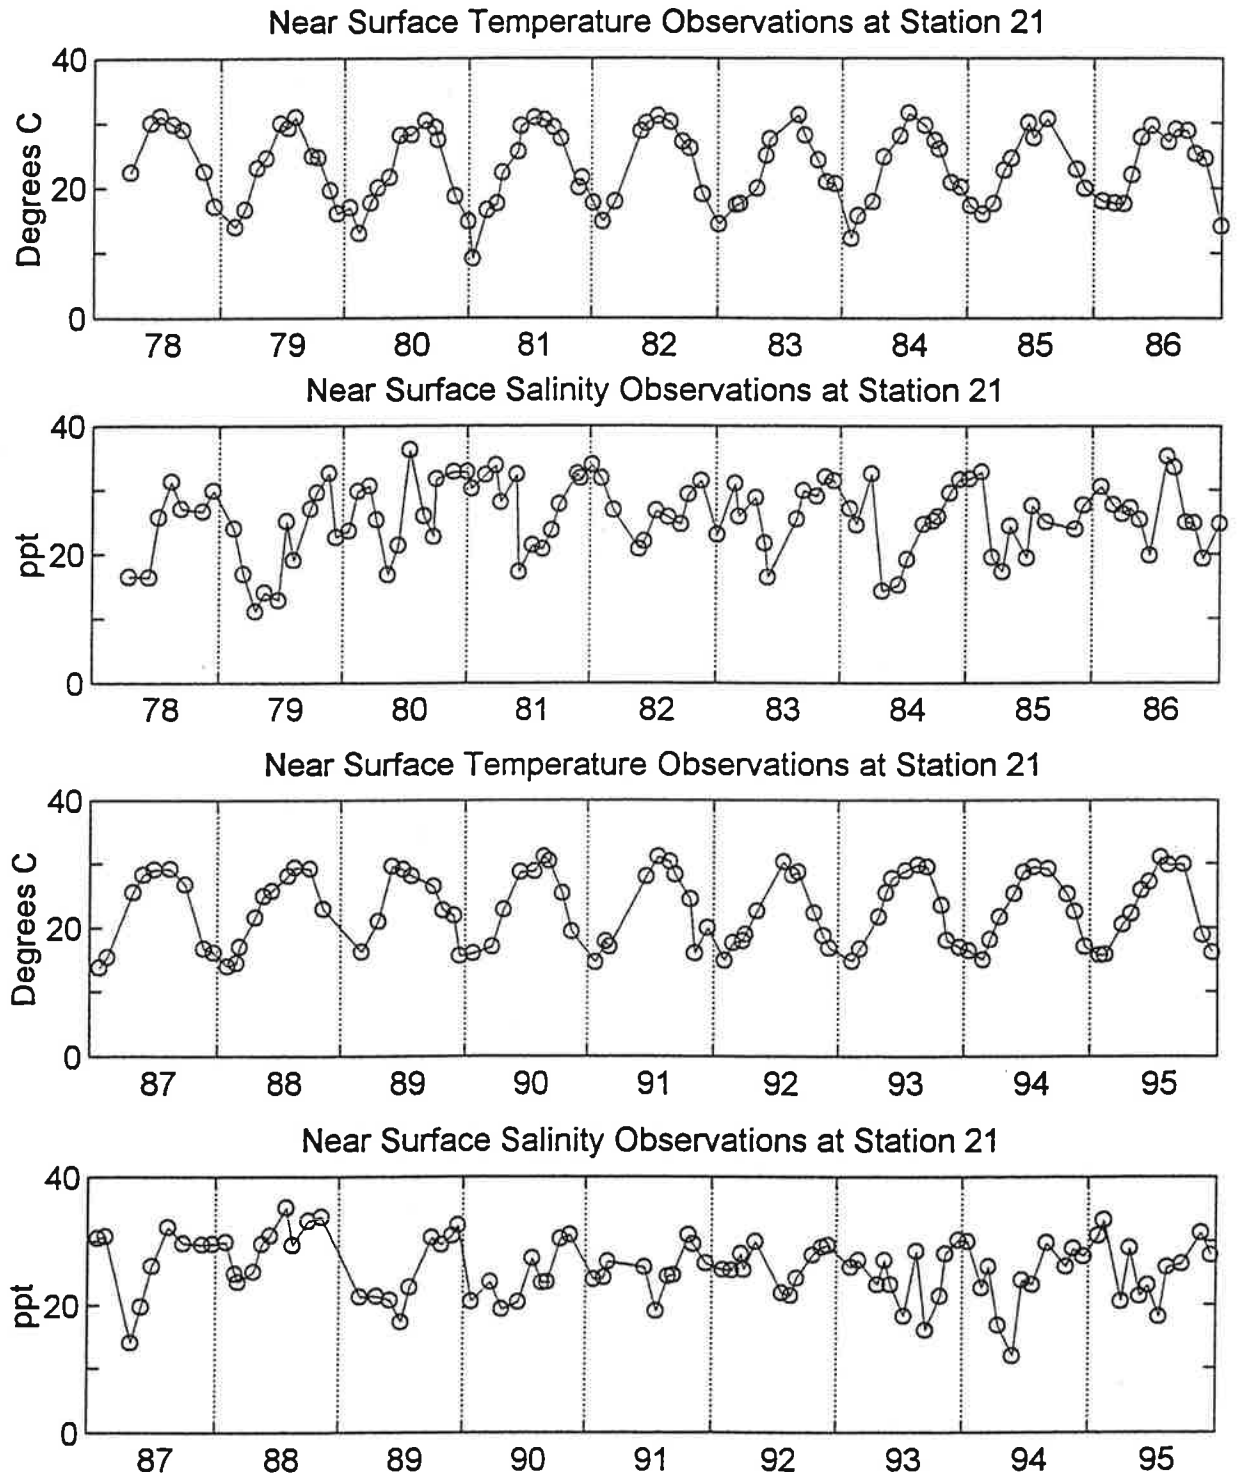 Near Surface Temperature Observations at Station 21
40
20
0
Degrees C
78 79 80 81 82 83 84 85 86
Near Surface Salinity Observations at Station 21
40
20
0
ppt
78 79 80 81 82 83 84 85 86
Near Surface Temperature Observations at Station 21
40
20
0
Degrees C
87 88 89 90 91 92 93 94 95
Near Surface Salinity Observations at Station 21
40
20
0
ppt
87 88 89 90 91 92 93 94 95